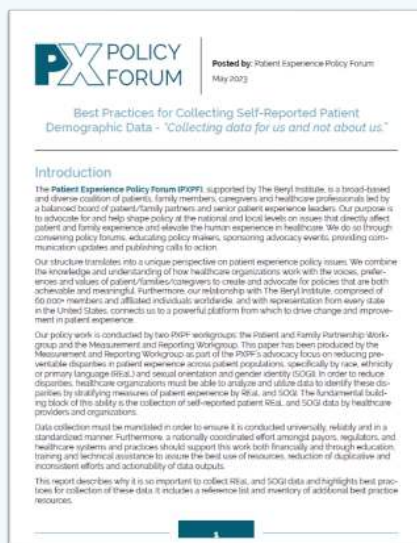 PX POLICY
FORUM
Posted by: Patient Experience Policy Forum
May 2023
Best Practices for Collecting Self-Reported Patient
Demographic Data - "Collecting data for us and not about us."
Introduction
The Patient Experience Policy Forum (PXPF), supported by The Beryl Institute, is a broad-based
and diverse coalition of patients, family members, caregivers and healthcare professionals led by
a balanced board of patient/family partners and senior patient experience leaders. Our purpose is
to advocate for and help shape policy at the national and local levels on issues that directly affect
patient and family experience and elevate the human experience in healthcare. We do so through
convening policy forums, educating policy makers, sponsoring advocacy events, providing com-
munication updates and publishing calls to action.
Our structure translates into a unique perspective on patient experience policy issues. We combine
the knowledge and understanding of how healthcare organizations work with the voices, prefer-
ences and values of patient/families/caregivers to create and advocate for policies that are both
achievable and meaningful. Furthermore, our relationship with The Beryl Institute, comprised of
60,000+ members and affiliated individuals worldwide, and with representation from every state
in the United States, connects us to a powerful platform from which to drive change and improve-
ment in patient experience.
Our policy work is conducted by two PXPF workgroups: the Patient and Family Partnership Work-
group and the Measurement and Reporting Workgroup. This paper has been produced by the
Measurement and Reporting Workgroup as part of the PXPF's advocacy focus on reducing pre-
ventable disparities in patient experience across patient populations, specifically by race, ethnicity
or primary language (REaL) and sexual orientation and gender identity (SOGI). In order to reduce
disparities, healthcare organizations must be able to analyze and utilize data to identify these dis-
parities by stratifying measures of patient experience by REaL and SOGI. The fundamental build-
ing block of this ability is the collection of self-reported patient REaL and SOGI data by healthcare
providers and organizations.
Data collection must be mandated in order to ensure it is conducted universally, reliably and in a
standardized manner. Furthermore, a nationally coordinated effort amongst payors, regulators, and
healthcare systems and practices should support this work both financially and through education,
training and technical assistance to assure the best use of resources, reduction of duplicative and
inconsistent efforts and actionability of data outputs.
This report describes why it is so important to collect REaL and SOGI data and highlights best prac-
tices for collection of these data. It includes a reference list and inventory of additional best practice
resources.
1